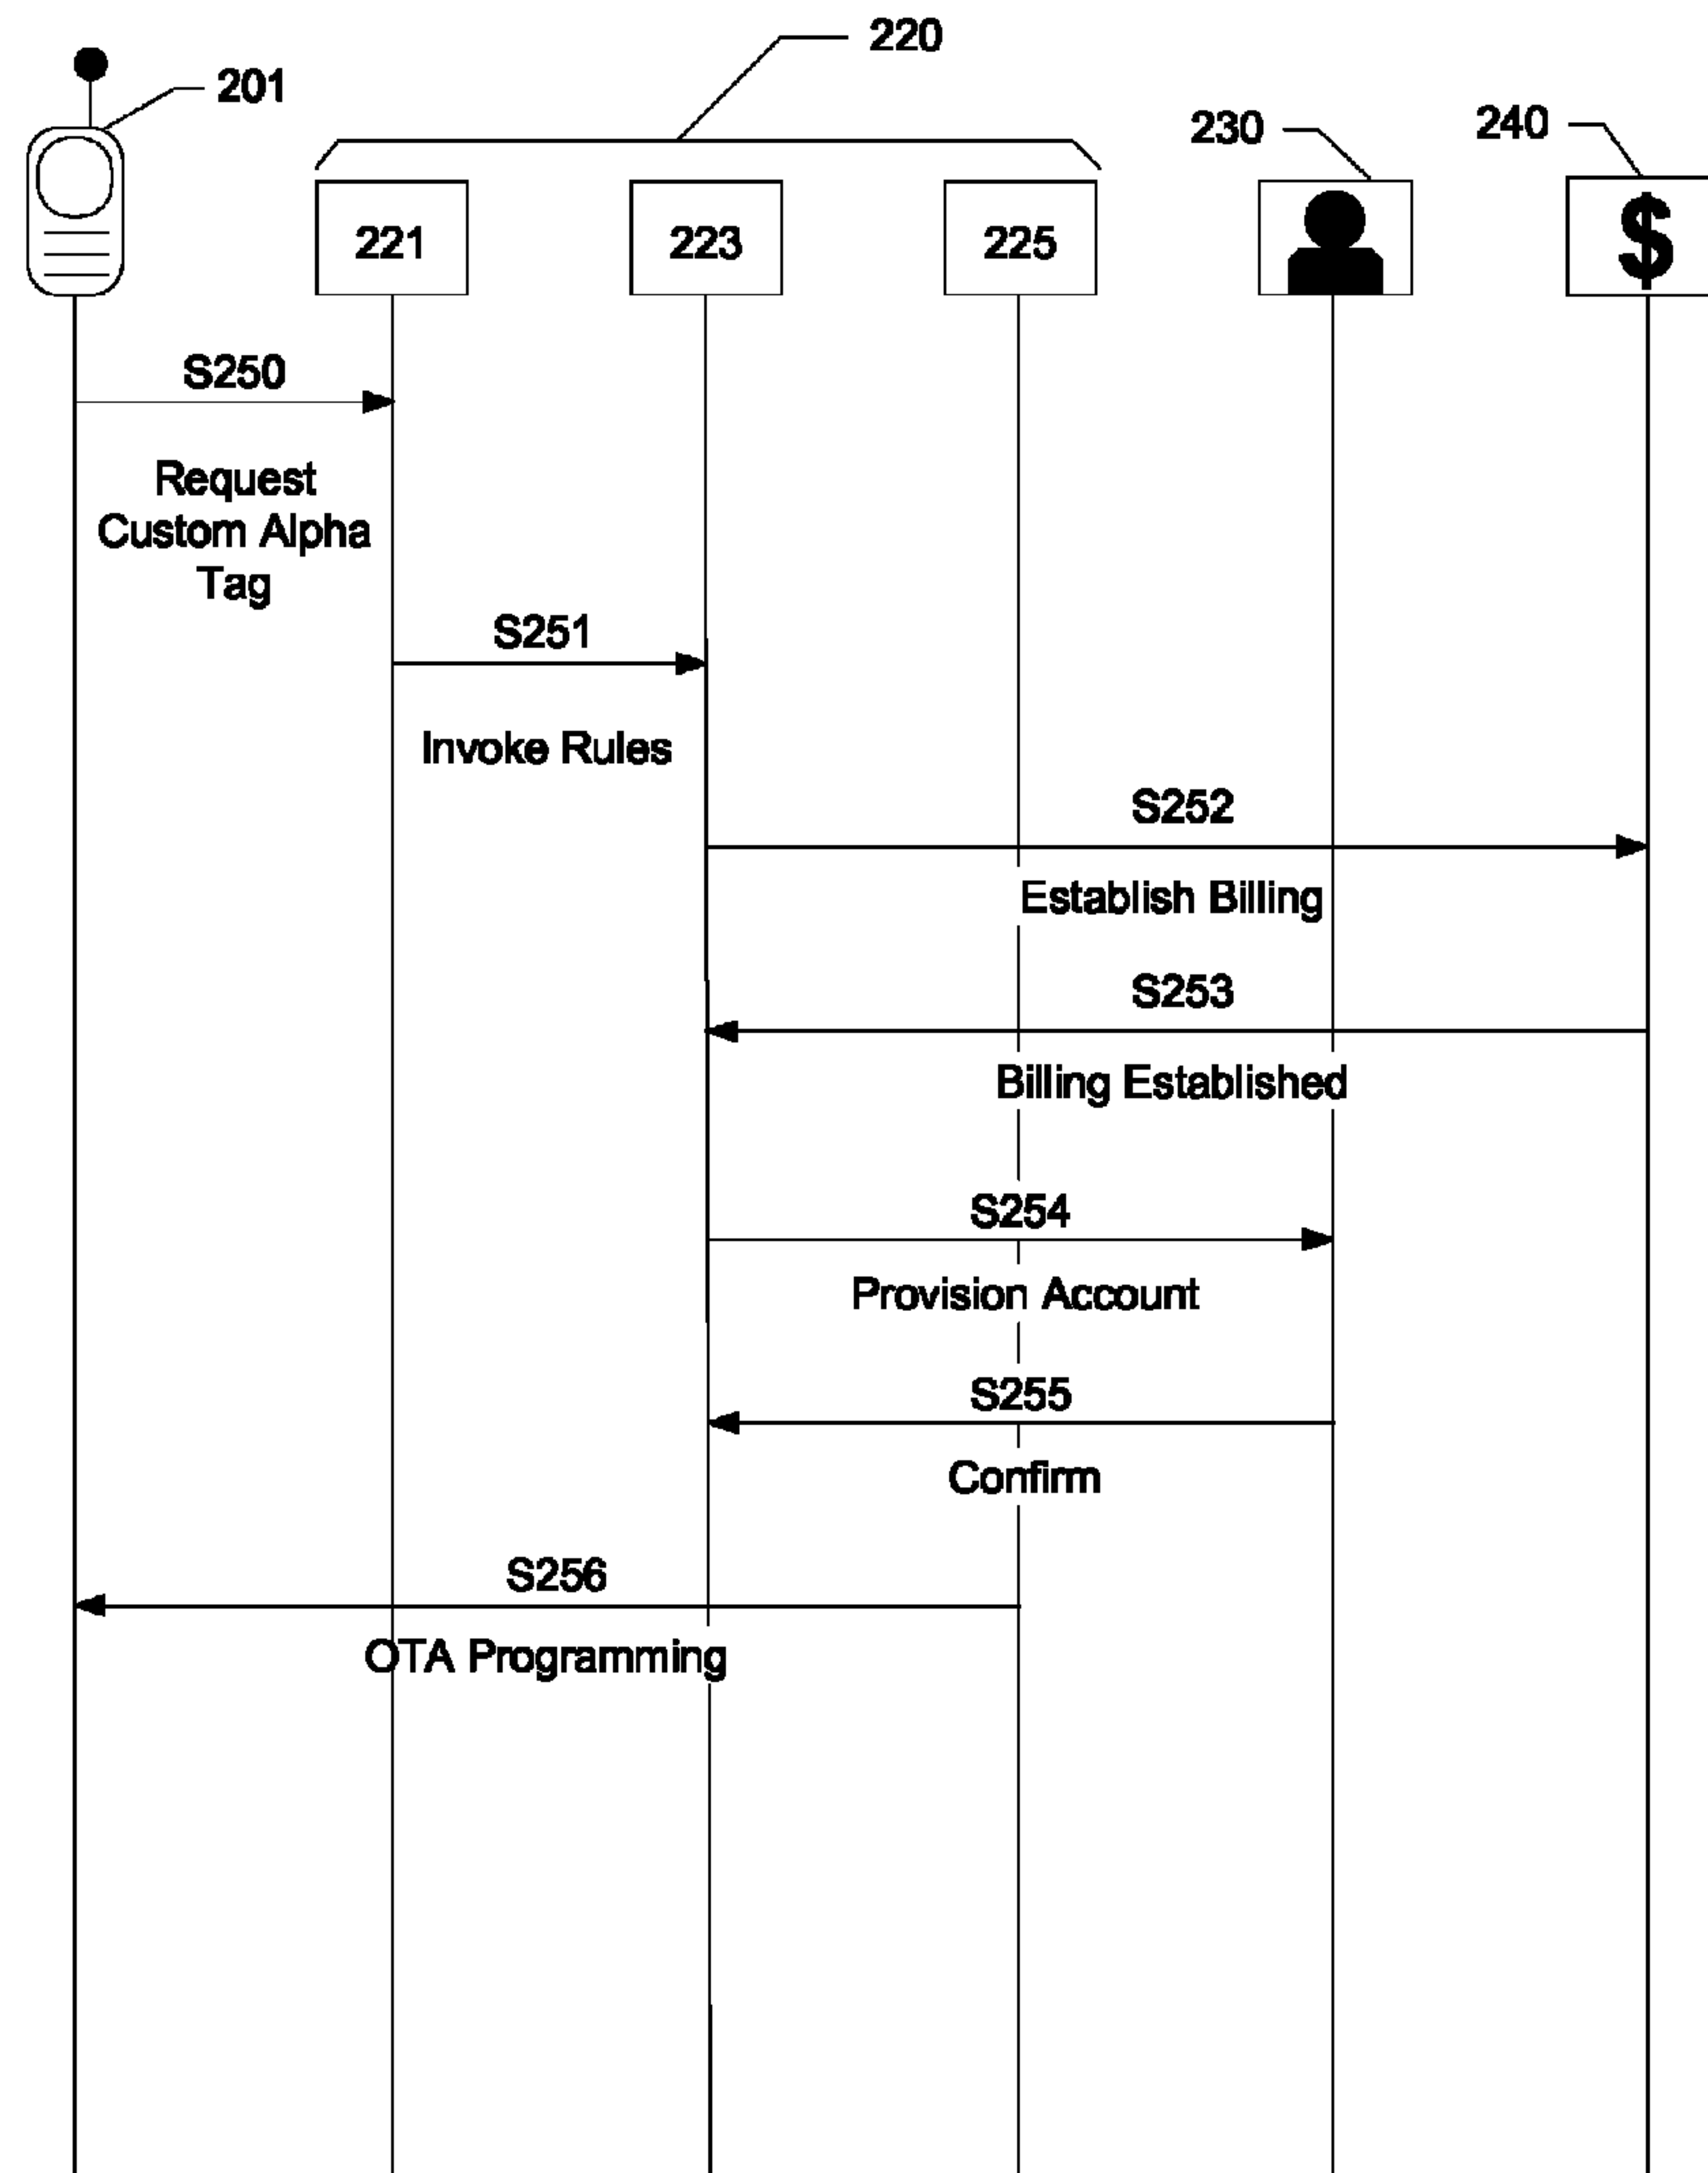 220
201
230
240
221
223
225
$
S250
Request
Custom Alpha
Tag
S251
Invoke Rules
S252
Establish Billing
S253
Billing Established
S254
Provision Account
S255
Confirm
S256
OTA Programming